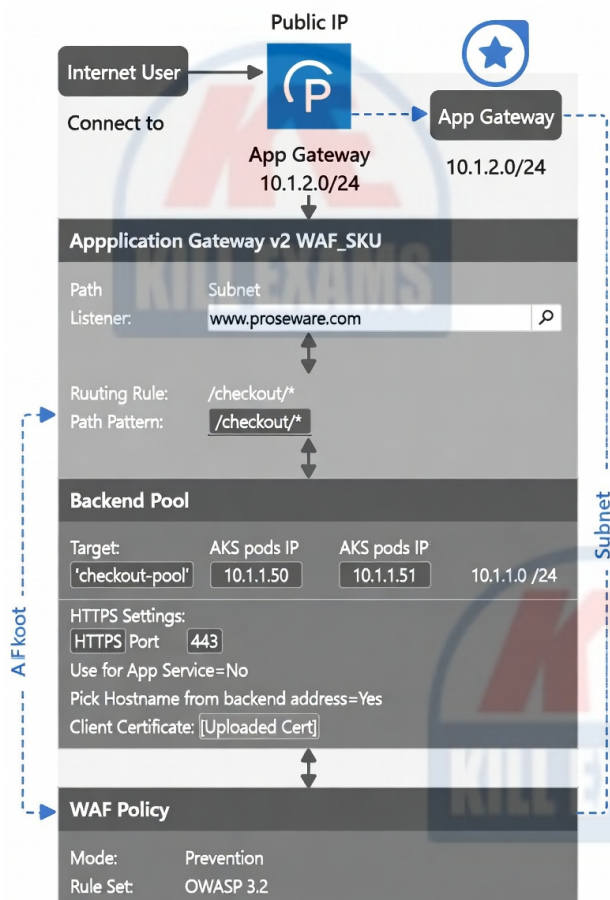 Public IP
Internet User
Connect to
App Gateway
10.1.2.0/24
App Gateway
10.1.2.0/24
Appplication Gateway v2 WAF_SKU
Path Subnet
Listener: www.proseware.com
Ruuting Rule: /checkout/*
Path Pattern: /checkout/*
Backend Pool
Target: AKS pods IP AKS pods IP
'checkout-pool' 10.1.1.50 10.1.1.51 10.1.1.0 /24
HTTPS Settings:
HTTPS Port 443
Use for App Service=No
Pick Hostname from backend address=Yes
Client Certificate: [Uploaded Cert]
WAF Policy
Mode: Prevention
Rule Set: OWASP 3.2
Subnet
KILL EXAMS